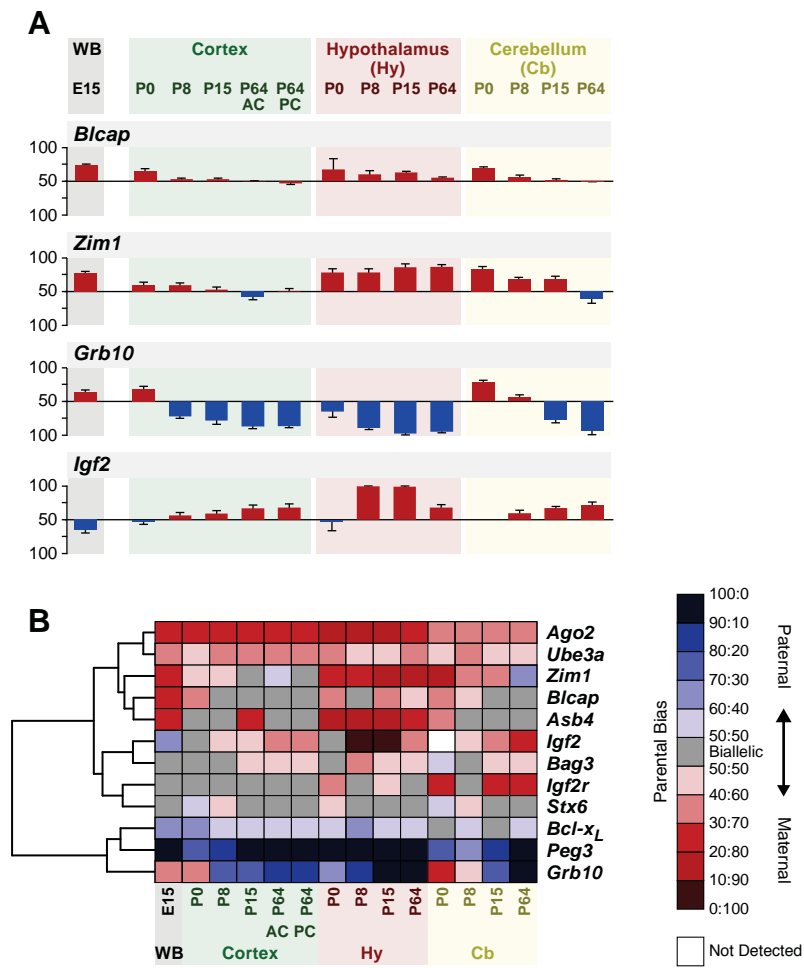 A
WB Cortex Hypothalamus (Hy) Cerebellum (Cb)
E15 P0 P8 P15 P64 AC P64 PC P0 P8 P15 P64 P0 P8 P15 P64
Blcap
100
50
100
Zim1
100
50
100
Grb10
100
50
100
Igf2
100
50
100
B
Ago2
Ube3a
Zim1
Blcap
Asb4
Igf2
Bag3
Igf2r
Stx6
Bcl-xL
Peg3
Grb10
E15 P0 P8 P15 P64 AC P64 PC P0 P8 P15 P64 P0 P8 P15 P64
WB Cortex Hy Cb
Parental Bias
100:0
90:10
80:20
70:30
60:40
50:50
Biallelic
50:50
40:60
30:70
20:80
10:90
0:100
Paternal
Maternal
Not Detected